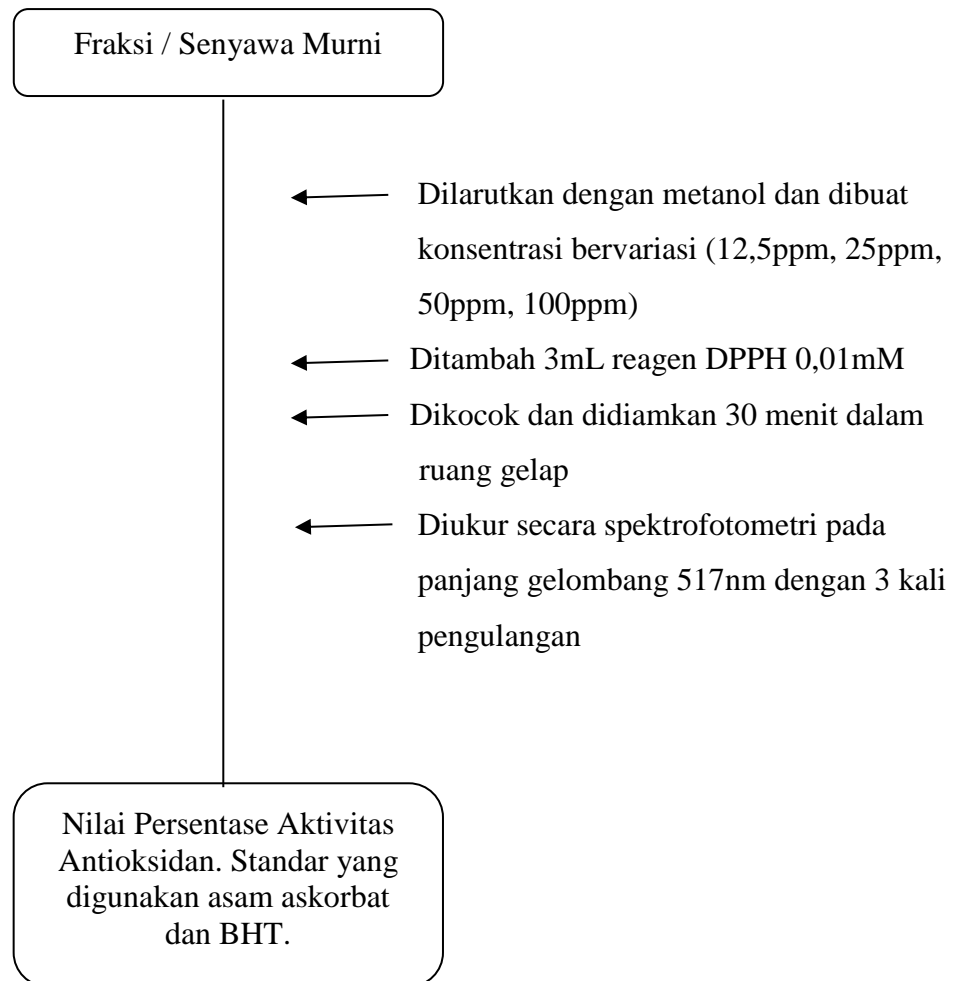 Fraksi / Senyawa Murni
Dilarutkan dengan metanol dan dibuat
konsentrasi bervariasi (12,5ppm, 25ppm,
50ppm, 100ppm)
Ditambah 3mL reagen DPPH 0,01mM
Dikocok dan didiamkan 30 menit dalam
ruang gelap
Diukur secara spektrofotometri pada
panjang gelombang 517nm dengan 3 kali
pengulangan
Nilai Persentase Aktivitas
Antioksidan. Standar yang
digunakan asam askorbat
dan BHT.